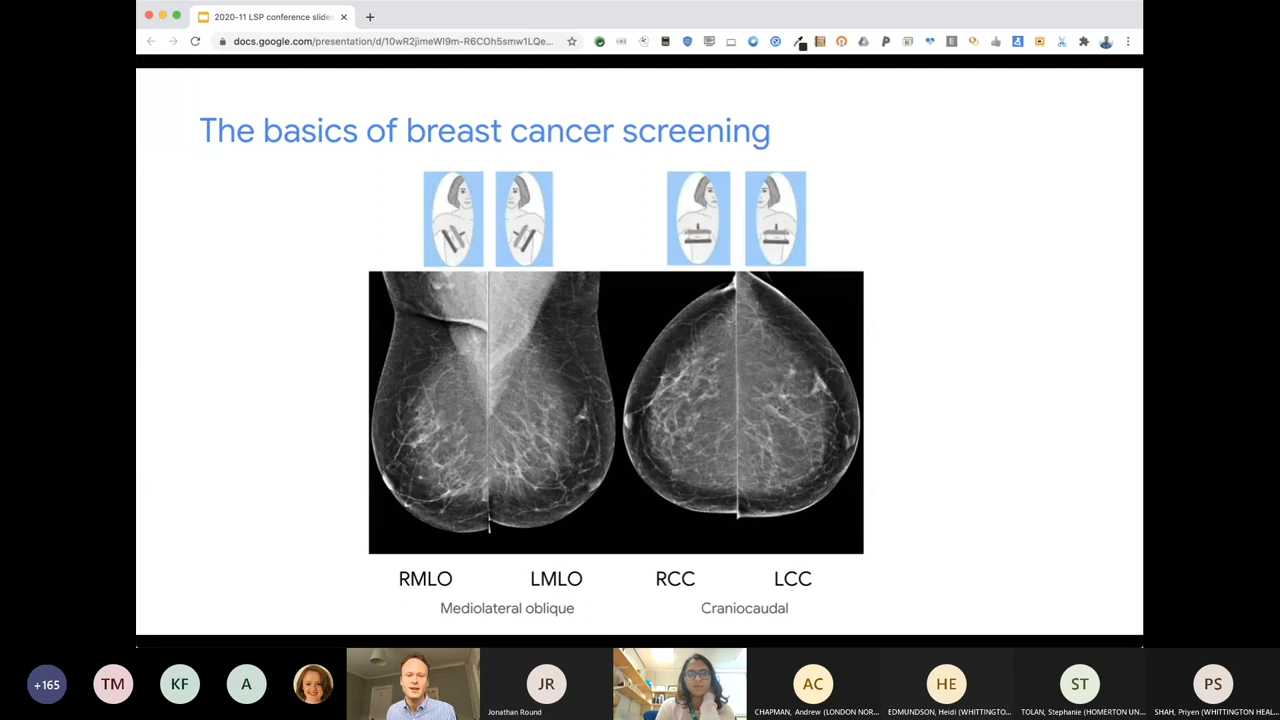 2020-11 LSP conference slides
docs.google.com/presentation/d/10wR2jimeWl9m-R6COh5smw1LQe...
The basics of breast cancer screening
RMLO LMLO RCC LCC
Mediolateral oblique Craniocaudal
+165 TM KF A JR AC HE ST PS
Jonathan Round CHAPMAN, Andrew (LONDON NOR... EDMUNDSON, Heidi (WHITTINGTO... TOLAN, Stephanie (HOMERTON UN... SHAH, Priyen (WHITTINGTON HEAL...